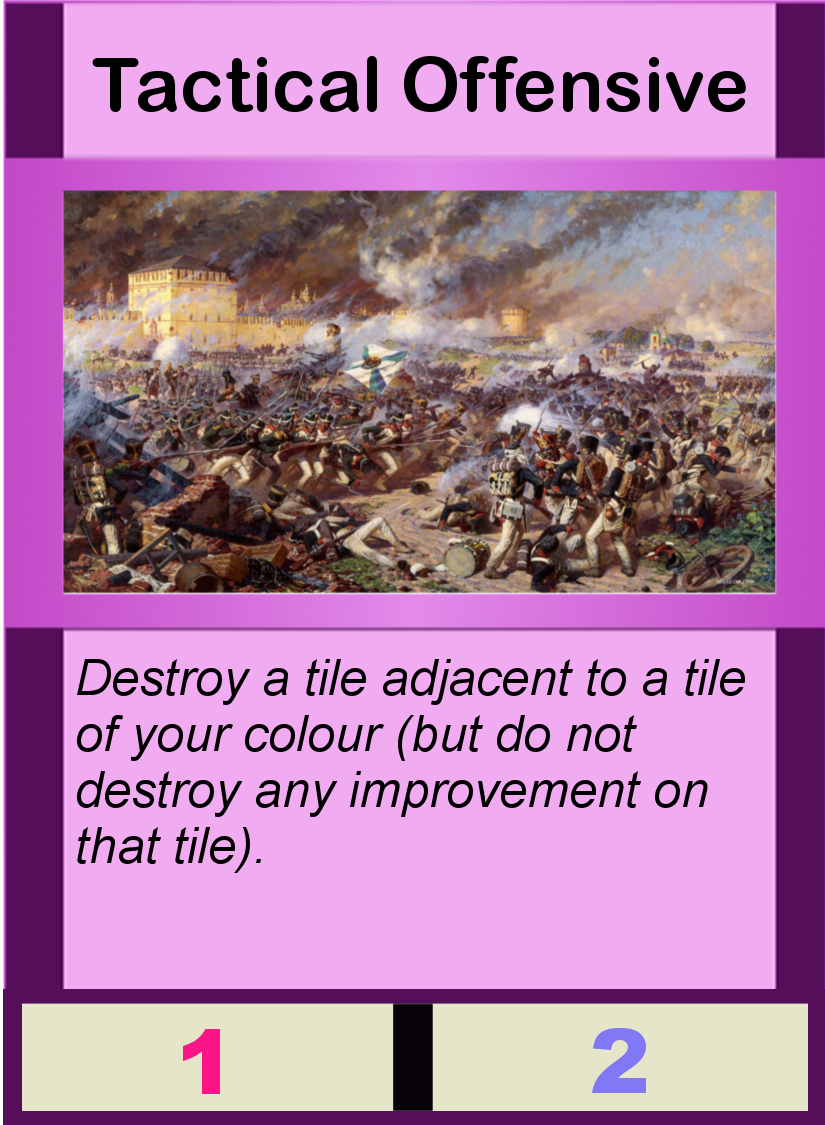 Tactical Offensive
Destroy a tile adjacent to a tile
of your colour (but do not
destroy any improvement on
that tile).
1 2